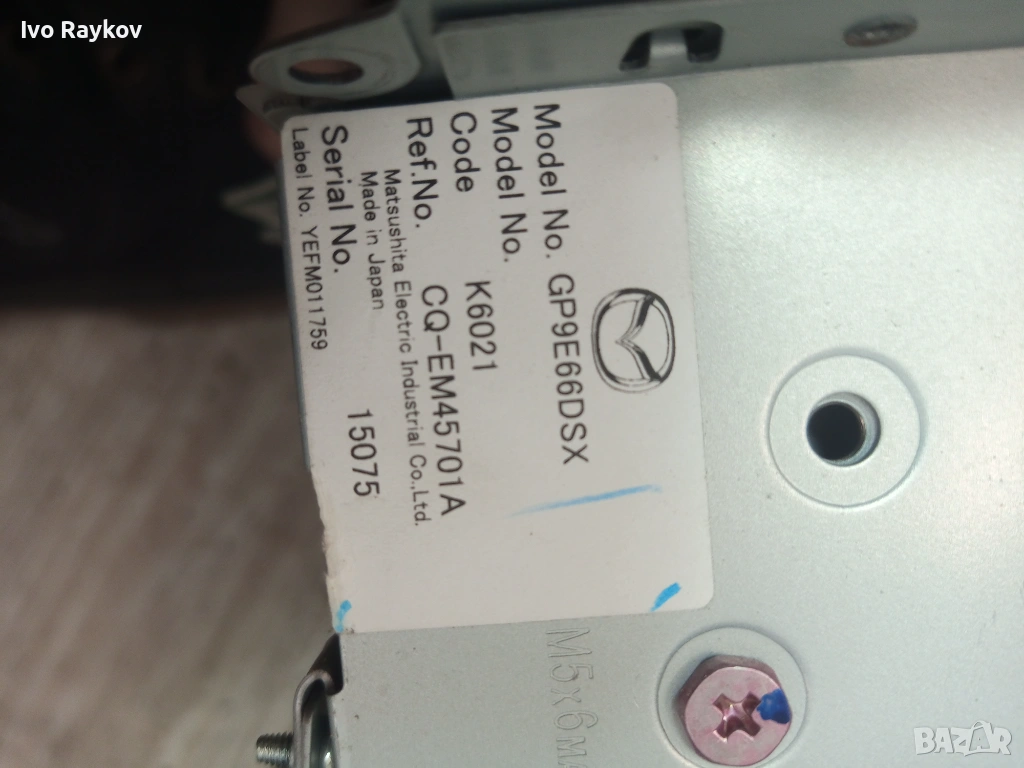 Ivo Raykov
Model No. GP9E66DSX
Model No.
Code K6021
Ref.No. CQ-EM45701A
Matsushita Electric Industrial Co.,Ltd.
Made in Japan
Serial No. 15075
Label No. YEFM011759
M5x6
BAZAR